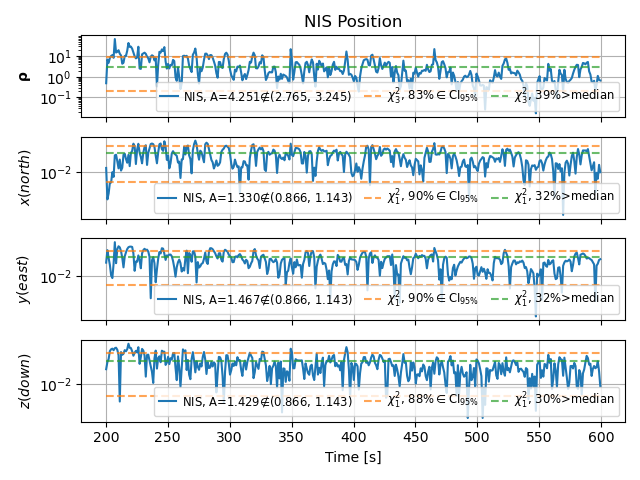 NIS Position
10¹
10⁰
10⁻¹
ρ
NIS, A=4.251∉(2.765, 3.245) χ²₃, 83% ∈ CI₉₅% χ²₃, 39%>median
10⁻²
x(north)
NIS, A=1.330∉(0.866, 1.143) χ²₁, 90% ∈ CI₉₅% χ²₁, 32%>median
10⁻²
y(east)
NIS, A=1.467∉(0.866, 1.143) χ²₁, 90% ∈ CI₉₅% χ²₁, 32%>median
10⁻²
z(down)
NIS, A=1.429∉(0.866, 1.143) χ²₁, 88% ∈ CI₉₅% χ²₁, 30%>median
200 250 300 350 400 450 500 550 600
Time [s]